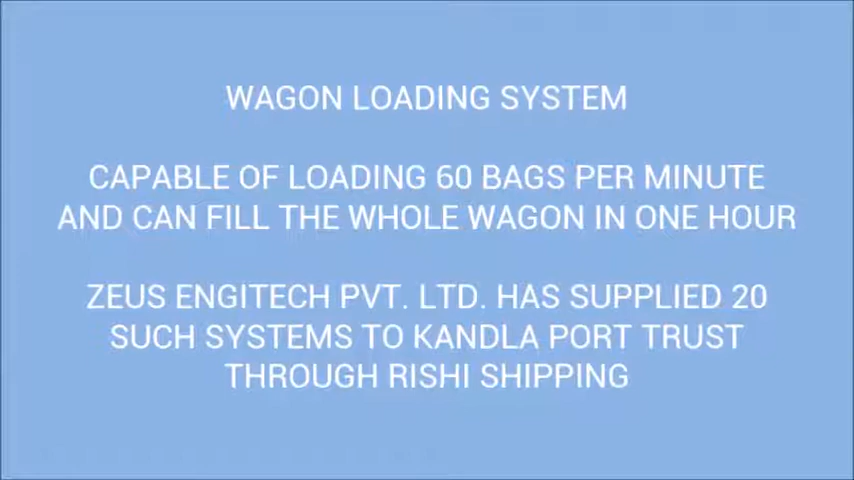 WAGON LOADING SYSTEM
CAPABLE OF LOADING 60 BAGS PER MINUTE
AND CAN FILL THE WHOLE WAGON IN ONE HOUR
ZEUS ENGITECH PVT. LTD. HAS SUPPLIED 20
SUCH SYSTEMS TO KANDLA PORT TRUST
THROUGH RISHI SHIPPING